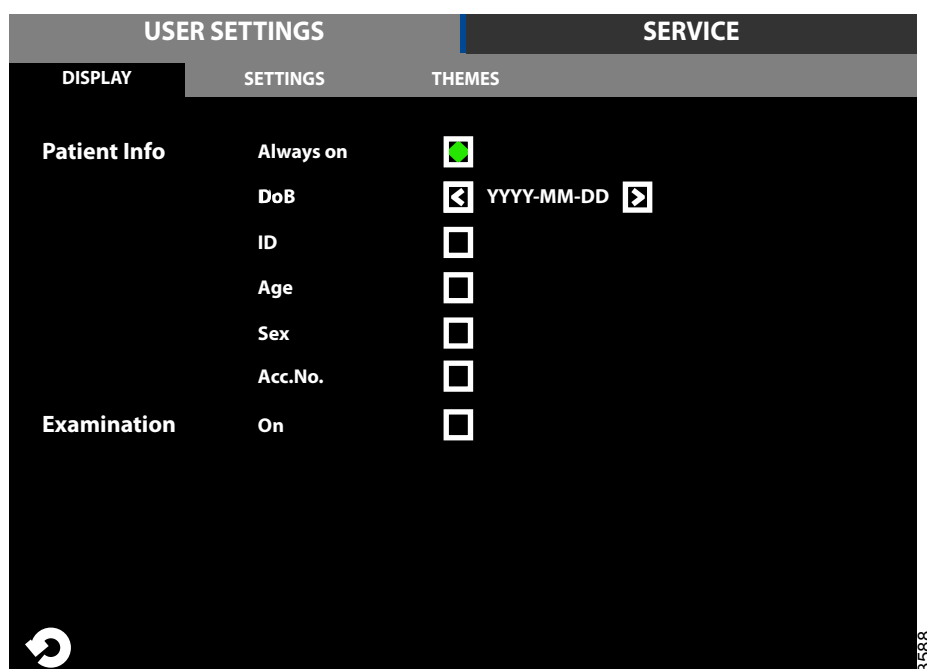 USER SETTINGS SERVICE
DISPLAY SETTINGS THEMES
Patient Info Always on
DoB YYYY-MM-DD
ID
Age
Sex
Acc.No.
Examination On